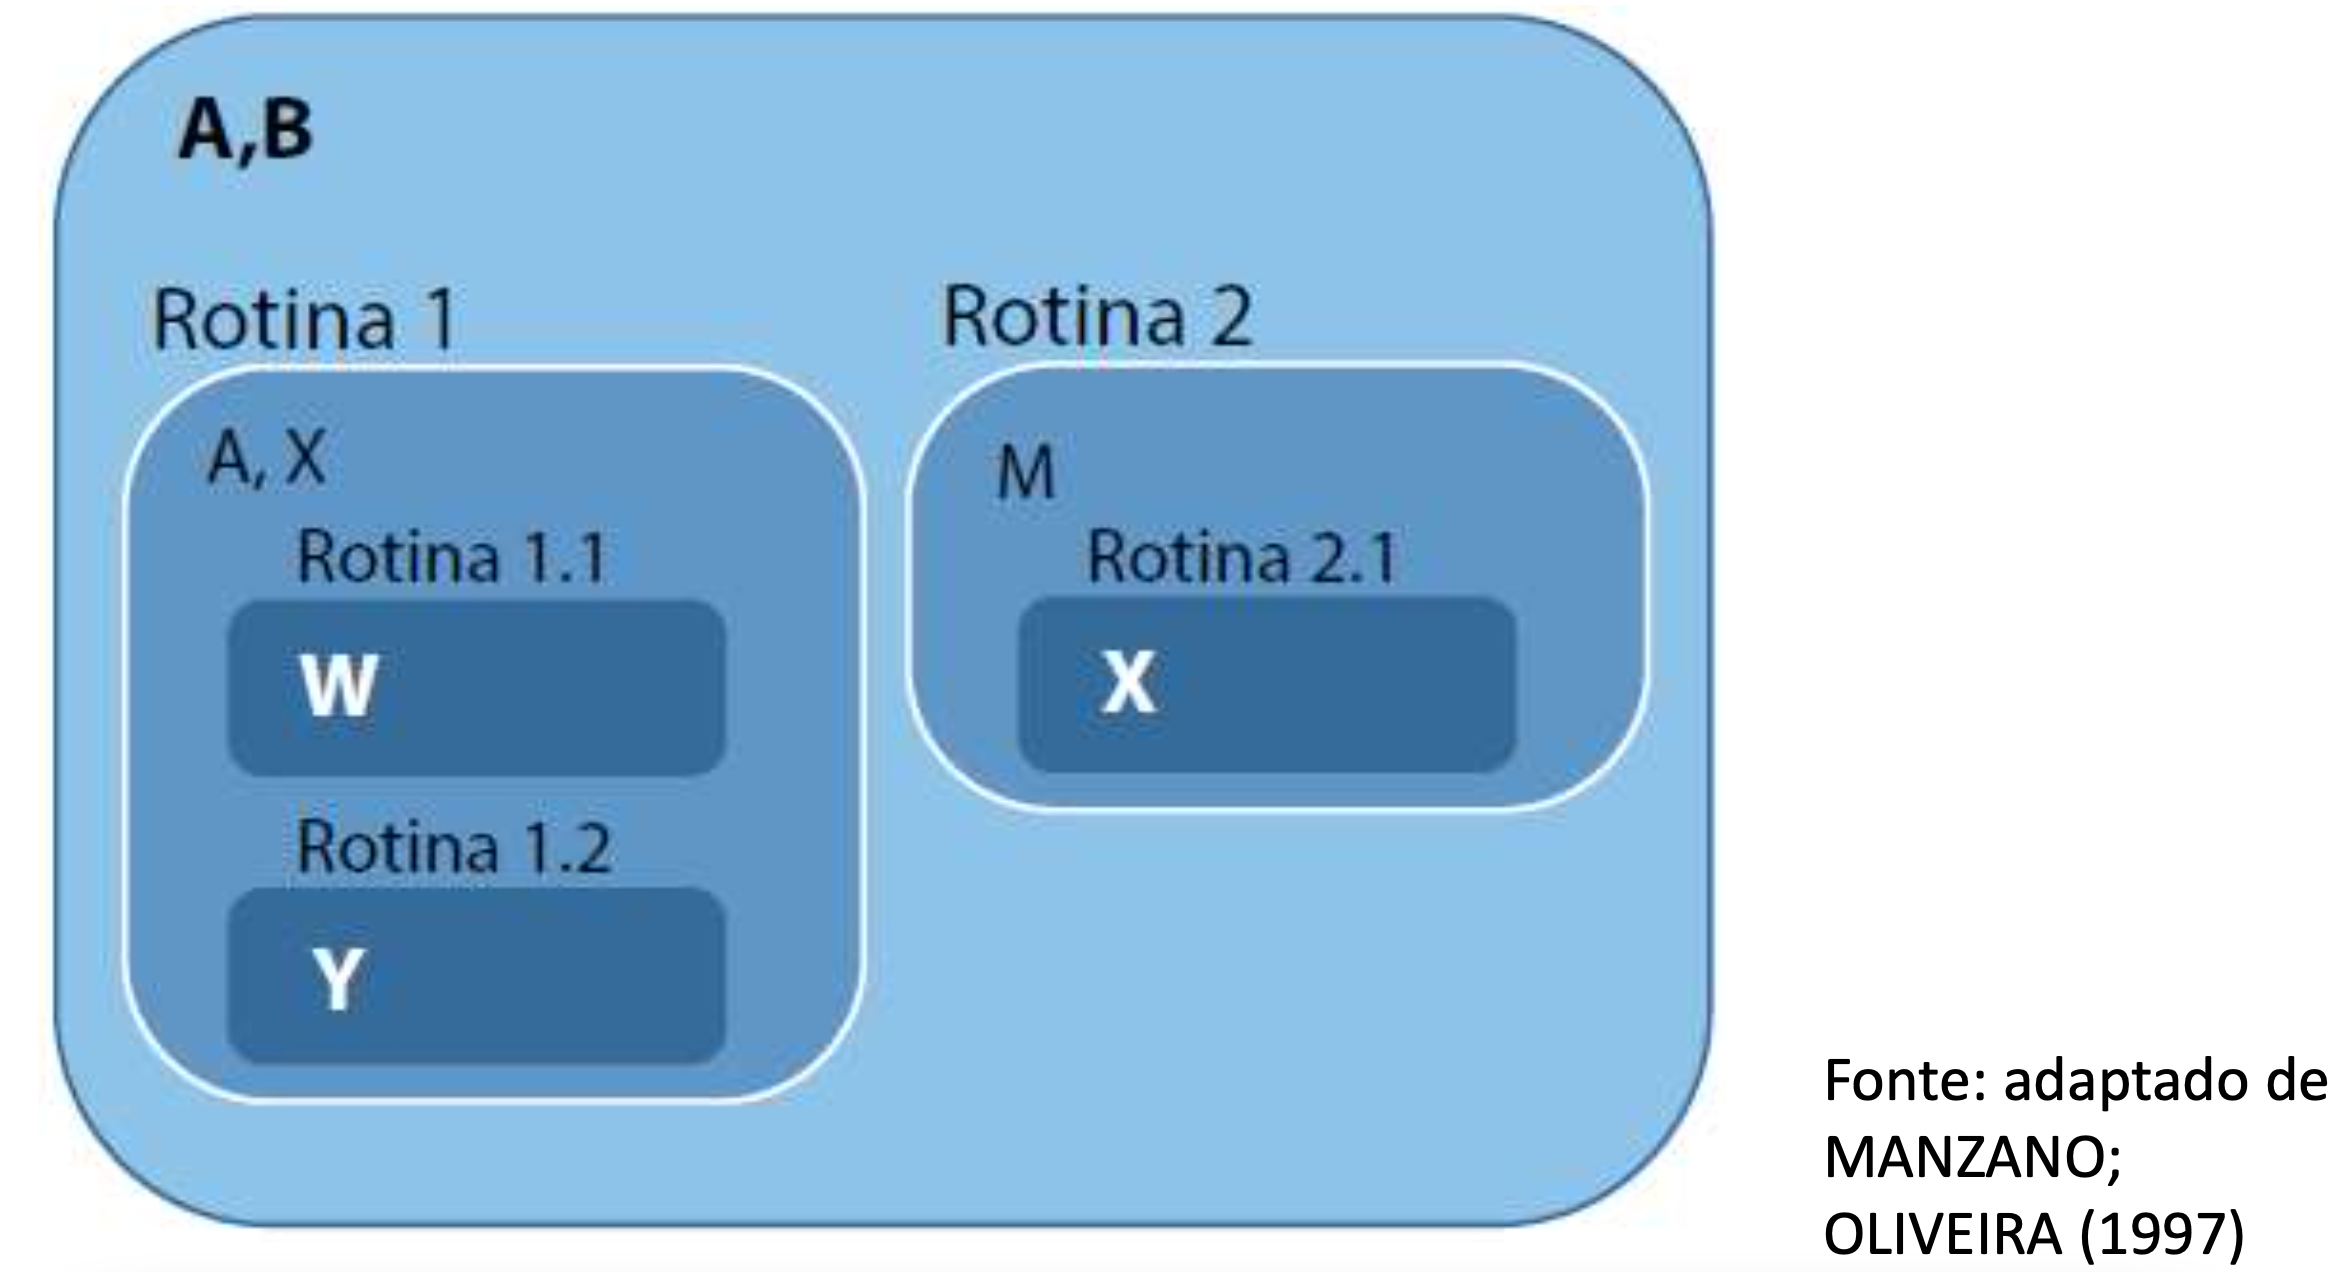 A,B
Rotina 1
A, X
Rotina 1.1
W
Rotina 1.2
Y
Rotina 2
M
Rotina 2.1
X
Fonte: adaptado de
MANZANO;
OLIVEIRA (1997)